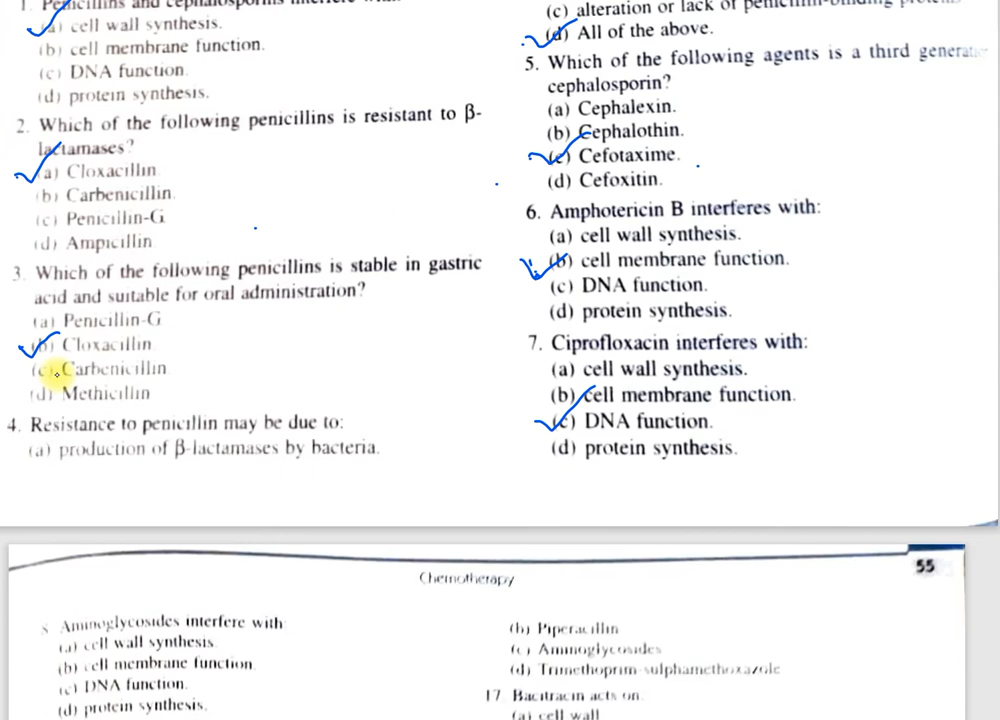 1. Penicillins and cephalosporins interfere with
(a) cell wall synthesis.
(b) cell membrane function.
(c) DNA function.
(d) protein synthesis.
2. Which of the following penicillins is resistant to β-
lactamases?
(a) Cloxacillin.
(b) Carbenicillin.
(c) Penicillin-G
(d) Ampicillin
3. Which of the following penicillins is stable in gastric
acid and suitable for oral administration?
(a) Penicillin-G
(b) Cloxacillin
(c) Carbenicillin
(d) Methicillin
4. Resistance to penicillin may be due to:
(a) production of β-lactamases by bacteria.
(c) alteration or lack of penicillin-binding proteins
(d) All of the above.
5. Which of the following agents is a third generation
cephalosporin?
(a) Cephalexin.
(b) Cephalothin.
(c) Cefotaxime.
(d) Cefoxitin.
6. Amphotericin B interferes with:
(a) cell wall synthesis.
(b) cell membrane function.
(c) DNA function.
(d) protein synthesis.
7. Ciprofloxacin interferes with:
(a) cell wall synthesis.
(b) cell membrane function.
(c) DNA function.
(d) protein synthesis.
55
Chemotherapy
8 Aminoglycosides interfere with
(a) cell wall synthesis
(b) cell membrane function
(c) DNA function.
(d) protein synthesis.
(b) Piperacillin
(c) Aminoglycosides
(d) Trimethoprim-sulphamethoxazole
17 Bacitracin acts on
(a) cell wall